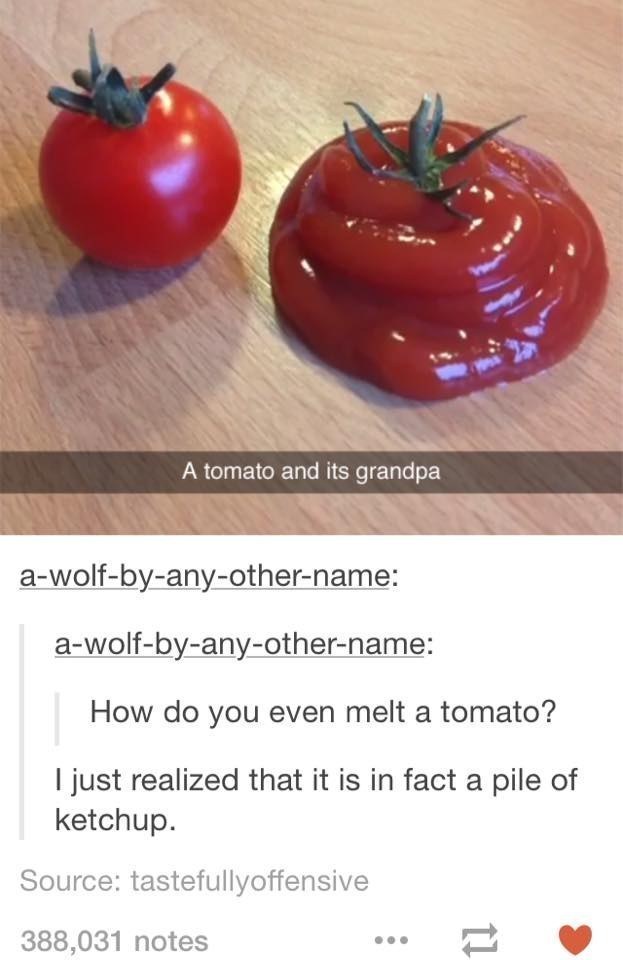 A tomato and its grandpa
a-wolf-by-any-other-name:
a-wolf-by-any-other-name:
How do you even melt a tomato?
I just realized that it is in fact a pile of
ketchup.
Source: tastefullyoffensive
388,031 notes